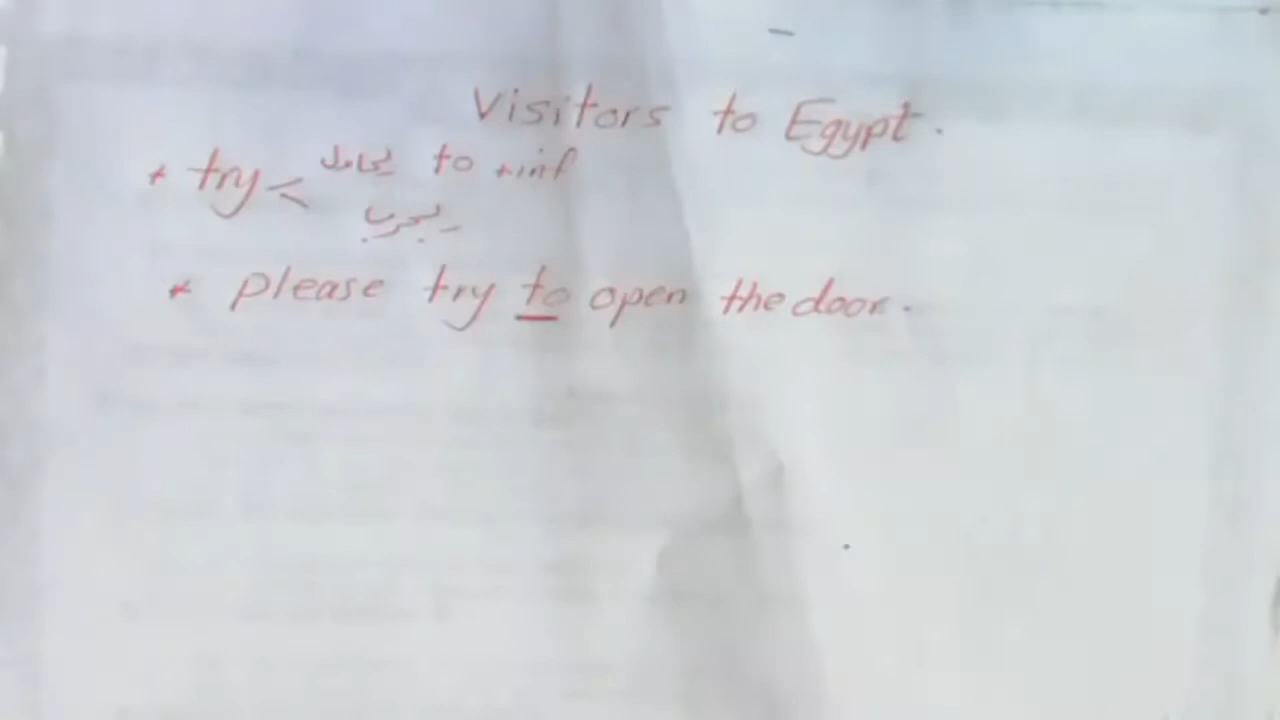 Visitors to Egypt.
* try < يحاول to +inf
يجرب
* please try to open the door.